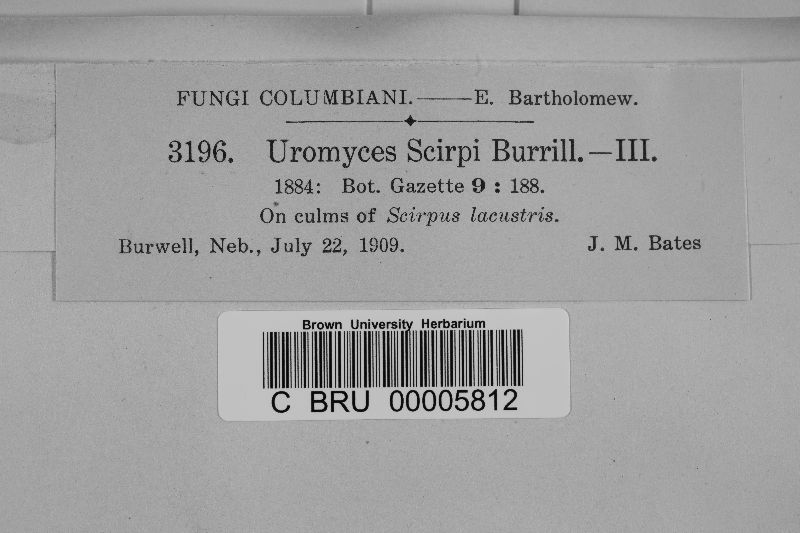 FUNGI COLUMBIANI.——E. Bartholomew.
3196. Uromyces Scirpi Burrill.—III.
1884: Bot. Gazette 9 : 188.
On culms of Scirpus lacustris.
Burwell, Neb., July 22, 1909. J. M. Bates
Brown University Herbarium
C BRU 00005812